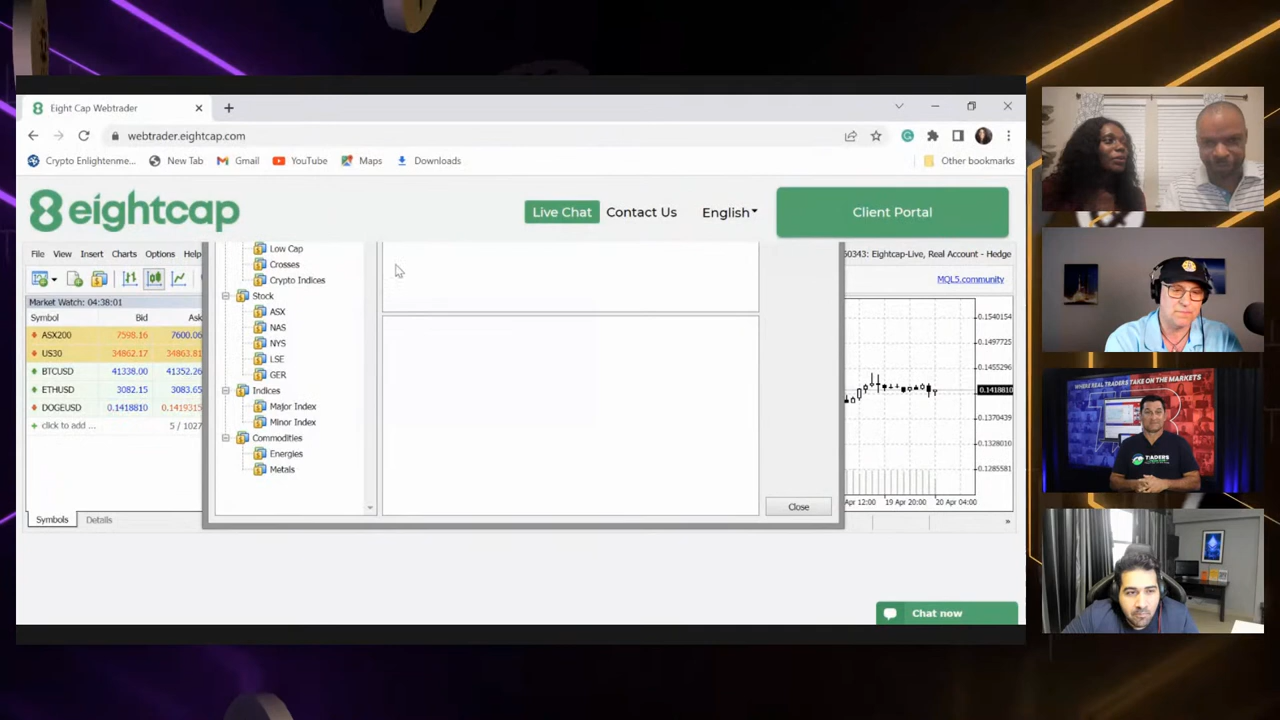 Eight Cap Webtrader
webtrader.eightcap.com
Crypto Enlightenme... New Tab Gmail YouTube Maps Downloads Other bookmarks
8 eightcap Live Chat Contact Us English Client Portal
File View Insert Charts Options Help
60343: Eightcap-Live, Real Account - Hedge
MQL5.community
Market Watch: 04:38:01
Symbol Bid Ask
ASX200 7598.16 7600.06
US30 34862.17 34863.81
BTCUSD 41338.00 41352.26
ETHUSD 3082.15 3083.65
DOGEUSD 0.1418810 0.1419315
click to add ... 5 / 1027
Symbols Details
Low Cap
Crosses
Crypto Indices
Stock
ASX
NAS
NYS
LSE
GER
Indices
Major Index
Minor Index
Commodities
Energies
Metals
Close
0.1540154
0.1497725
0.1455296
0.1418810
0.1370438
0.1328010
0.1285581
Apr 12:00 19 Apr 20:00 20 Apr 04:00
Chat now
WHERE REAL TRADERS TAKE ON THE MARKETS
TRADERS